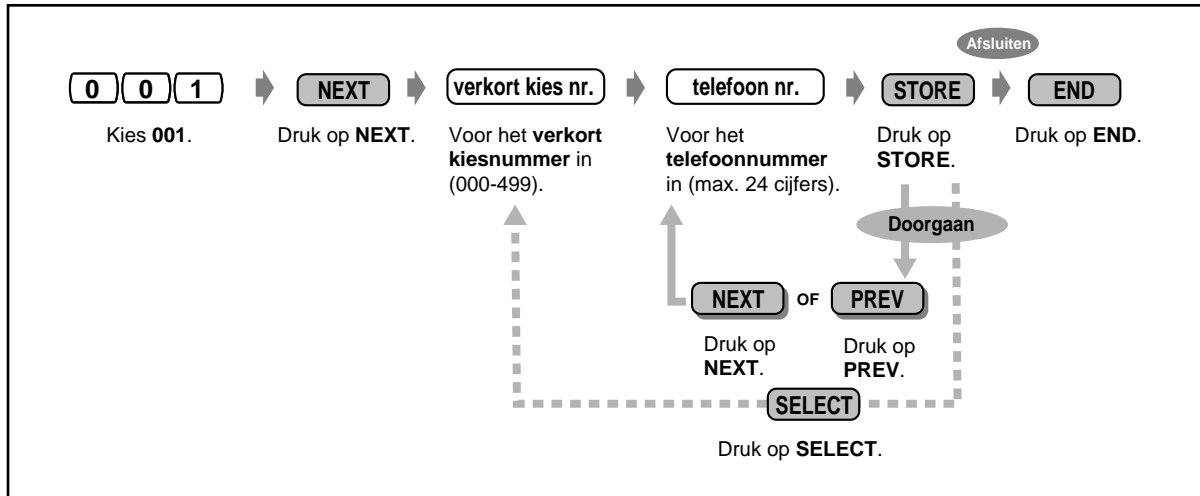 Afsluiten
0 0 1 NEXT verkort kies nr. telefoon nr. STORE END
Kies 001.
Druk op NEXT.
Voor het verkort
kiesnummer in
(000-499).
Voor het
telefoonnummer
in (max. 24 cijfers).
Druk op
STORE.
Druk op END.
Doorgaan
NEXT OF PREV
Druk op
NEXT.
Druk op
PREV.
SELECT
Druk op SELECT.